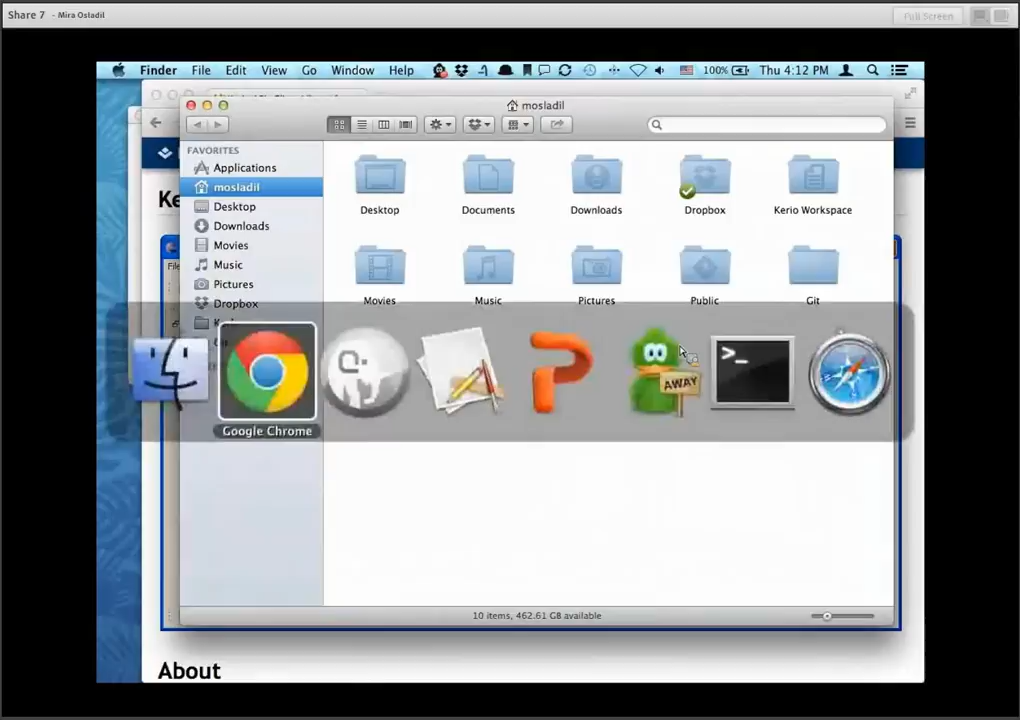 Share 7 - Mira Osladil
Full Screen
Finder File Edit View Go Window Help 100% Thu 4:12 PM
mosladil
FAVORITES
Applications
mosladil
Desktop
Downloads
Movies
Music
Pictures
Dropbox
Desktop Documents Downloads Dropbox Kerio Workspace
Movies Music Pictures Public Git
Ke
File
AWAY
>_
Google Chrome
10 items, 462.61 GB available
About